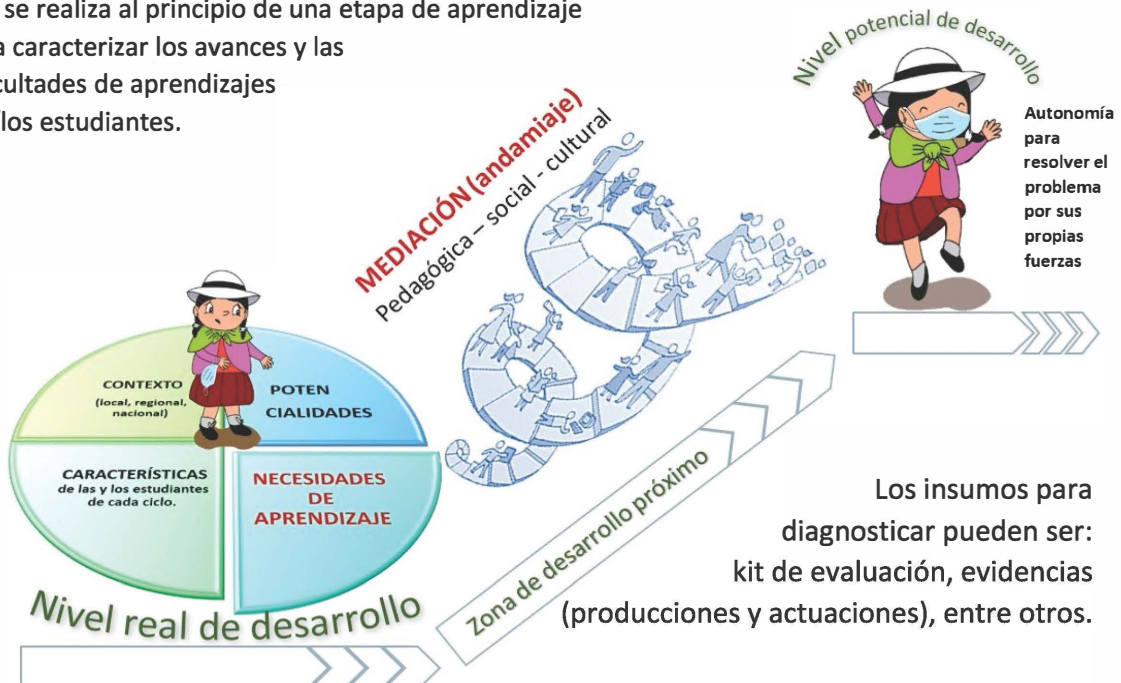 se realiza al principio de una etapa de aprendizaje
a caracterizar los avances y las
cultades de aprendizajes
los estudiantes.
Nivel potencial de desarrollo
Autonomía
para
resolver el
problema
por sus
propias
fuerzas
MEDIACIÓN (andamiaje)
Pedagógica – social - cultural
CONTEXTO
(local, regional,
nacional)
POTEN
CIALIDADES
CARACTERÍSTICAS
de las y los estudiantes
de cada ciclo.
NECESIDADES
DE
APRENDIZAJE
Nivel real de desarrollo
Zona de desarrollo próximo
Los insumos para
diagnosticar pueden ser:
kit de evaluación, evidencias
(producciones y actuaciones), entre otros.